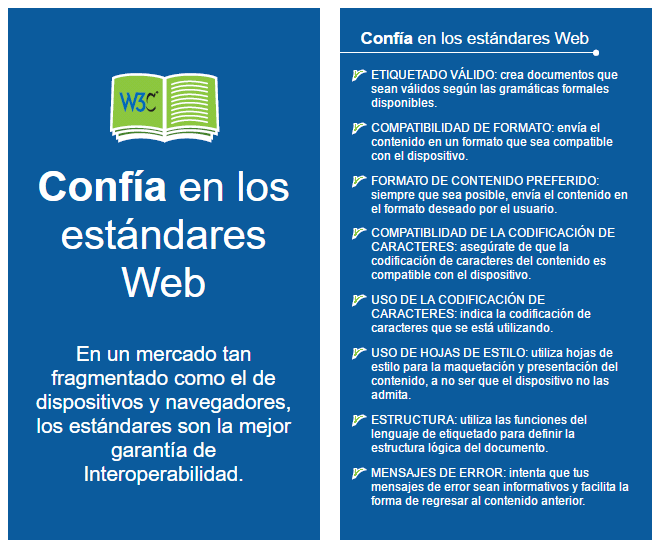 W3C
Confía en los
estándares
Web
En un mercado tan
fragmentado como el de
dispositivos y navegadores,
los estándares son la mejor
garantía de
Interoperabilidad.
Confía en los estándares Web
ETIQUETADO VÁLIDO: crea documentos que
sean válidos según las gramáticas formales
disponibles.
COMPATIBILIDAD DE FORMATO: envía el
contenido en un formato que sea compatible
con el dispositivo.
FORMATO DE CONTENIDO PREFERIDO:
siempre que sea posible, envía el contenido en
el formato deseado por el usuario.
COMPATIBLIDAD DE LA CODIFICACIÓN DE
CARACTERES: asegúrate de que la
codificación de caracteres del contenido es
compatible con el dispositivo.
USO DE LA CODIFICACIÓN DE
CARACTERES: indica la codificación de
caracteres que se está utilizando.
USO DE HOJAS DE ESTILO: utiliza hojas de
estilo para la maquetación y presentación del
contenido, a no ser que el dispositivo no las
admita.
ESTRUCTURA: utiliza las funciones del
lenguaje de etiquetado para definir la
estructura lógica del documento.
MENSAJES DE ERROR: intenta que tus
mensajes de error sean informativos y facilita la
forma de regresar al contenido anterior.